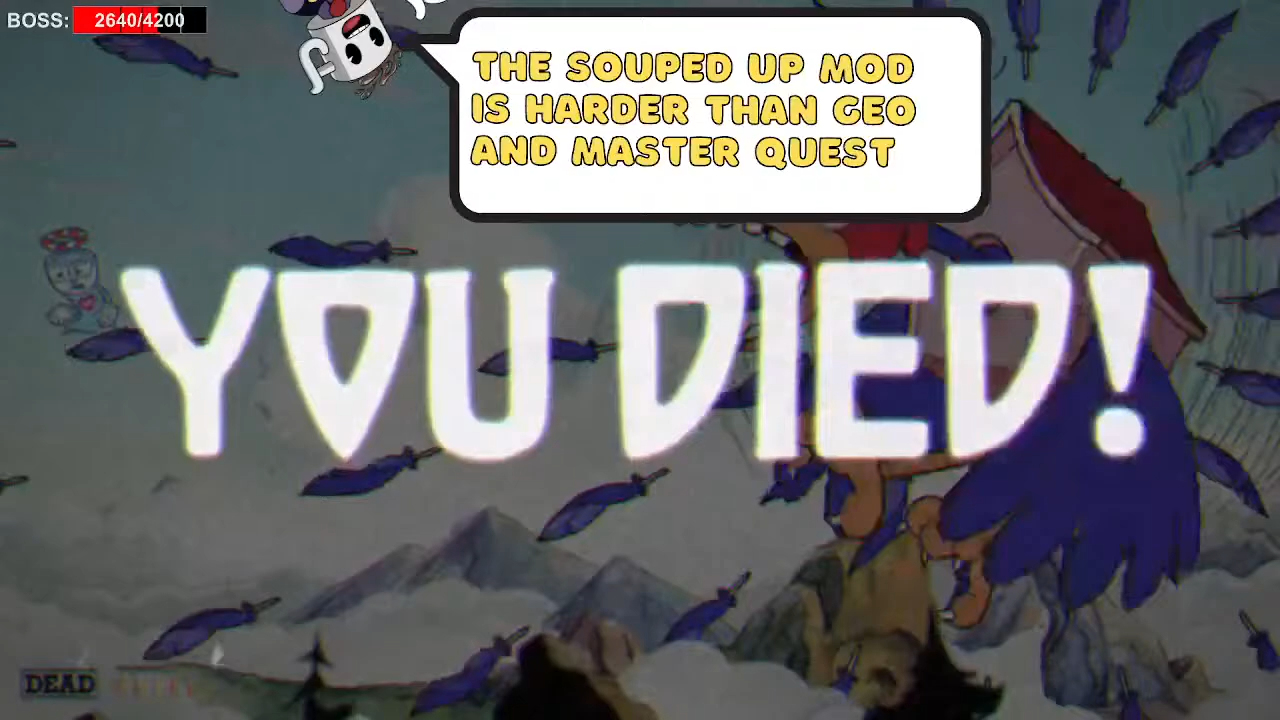 BOSS: 2640/4200
THE SOUPED UP MOD
IS HARDER THAN GEO
AND MASTER QUEST
YOU DIED!
DEAD